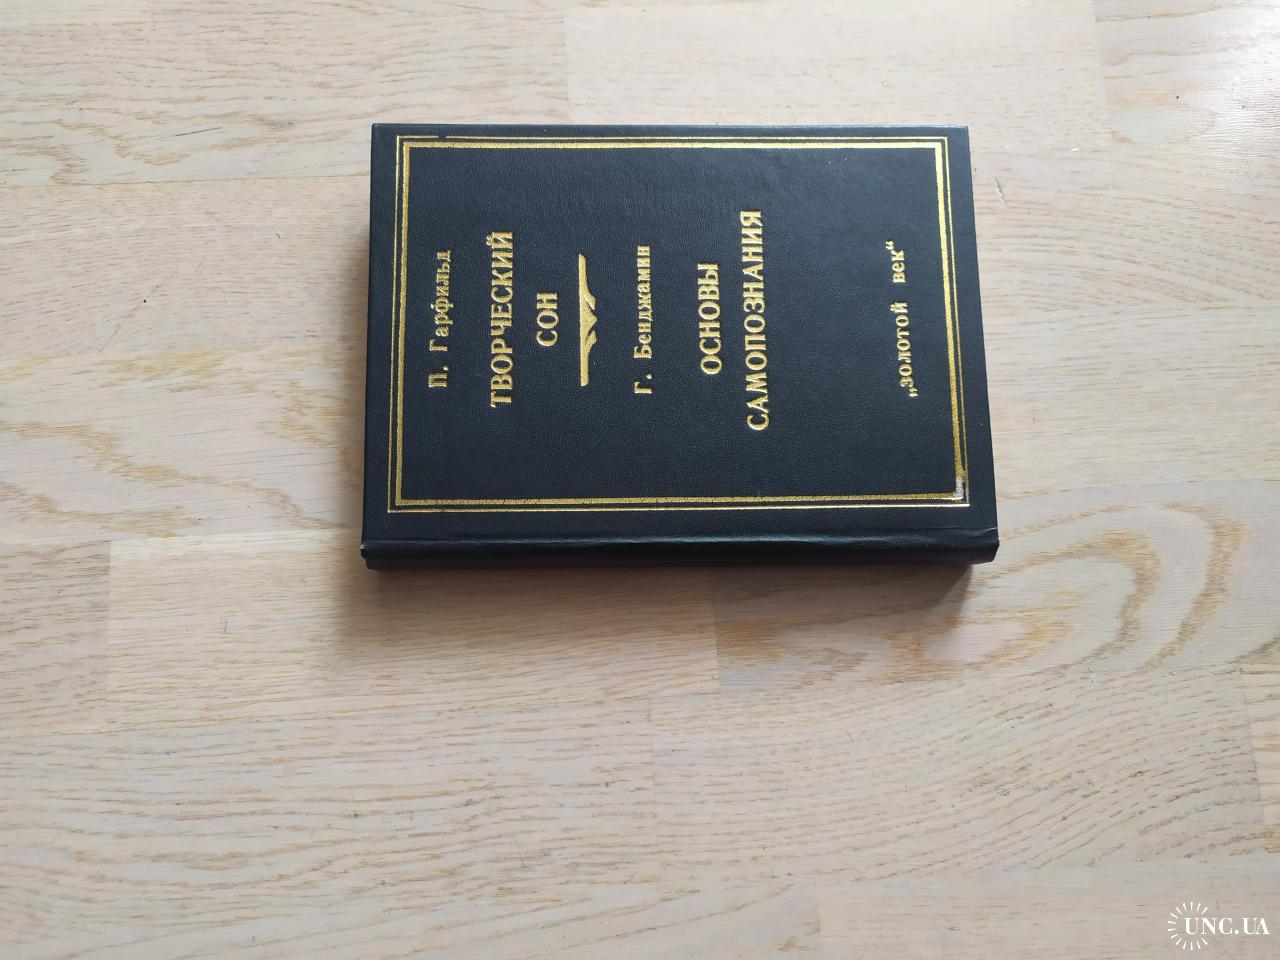 П. Гарфильд
ТВОРЧЕСКИЙ
СОН
Г. Бенджамин
ОСНОВЫ
САМОПОЗНАНИЯ
„золотой век“
UNC.UA